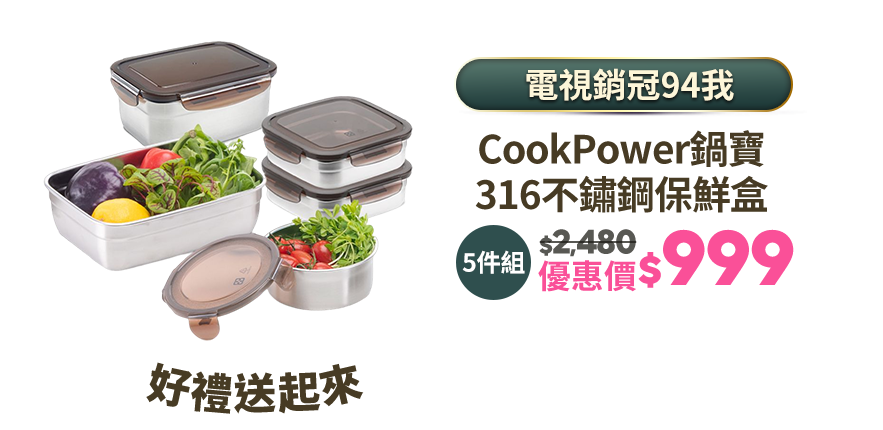 電視銷冠94我
CookPower鍋寶
316不鏽鋼保鮮盒
5件組
$2,480
優惠價$999
好禮送起來